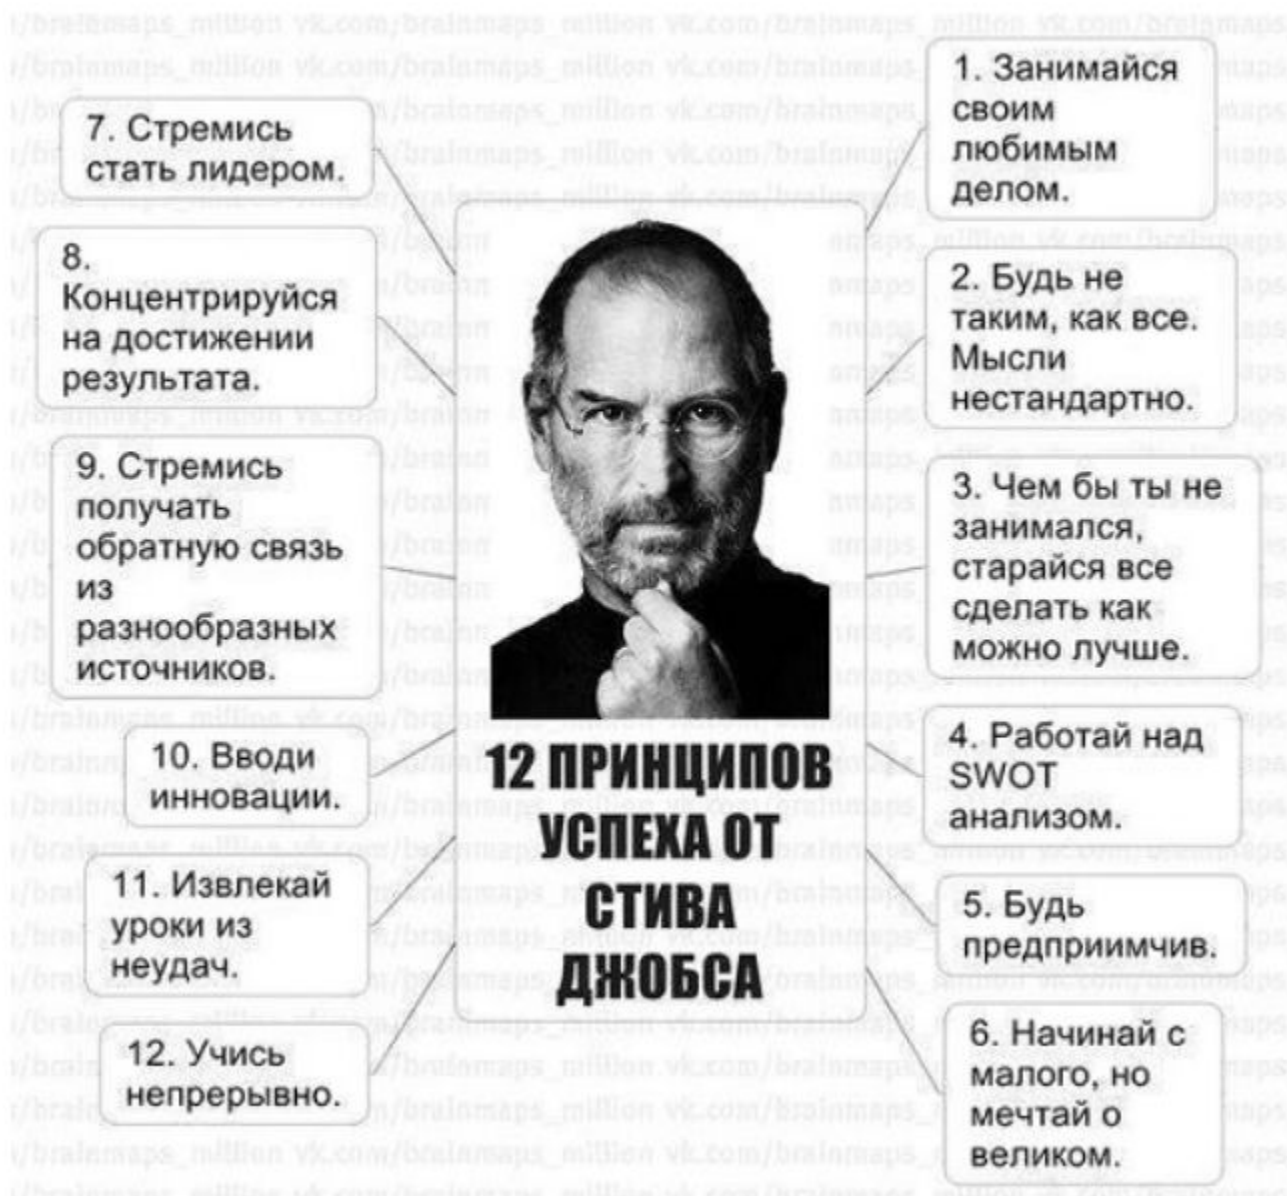 12 ПРИНЦИПОВ
УСПЕХА ОТ
СТИВА
ДЖОБСА
1. Занимайся
своим
любимым
делом.
2. Будь не
таким, как все.
Мысли
нестандартно.
3. Чем бы ты не
занимался,
старайся все
сделать как
можно лучше.
4. Работай над
SWOT
анализом.
5. Будь
предприимчив.
6. Начинай с
малого, но
мечтай о
великом.
7. Стремись
стать лидером.
8.
Концентрируйся
на достижении
результата.
9. Стремись
получать
обратную связь
из
разнообразных
источников.
10. Вводи
инновации.
11. Извлекай
уроки из
неудач.
12. Учись
непрерывно.
vk.com/brainmaps_million